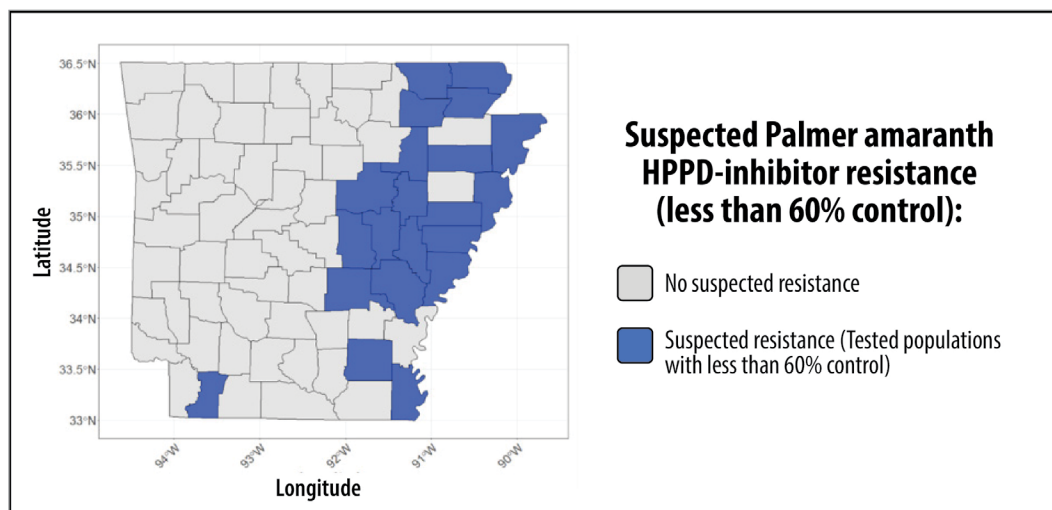 36.5°N
36°N
35.5°N
35°N
34.5°N
34°N
33.5°N
33°N
Latitude
94°W
93°W
92°W
91°W
90°W
Longitude
Suspected Palmer amaranth
HPPD-inhibitor resistance
(less than 60% control):
No suspected resistance
Suspected resistance (Tested populations
with less than 60% control)